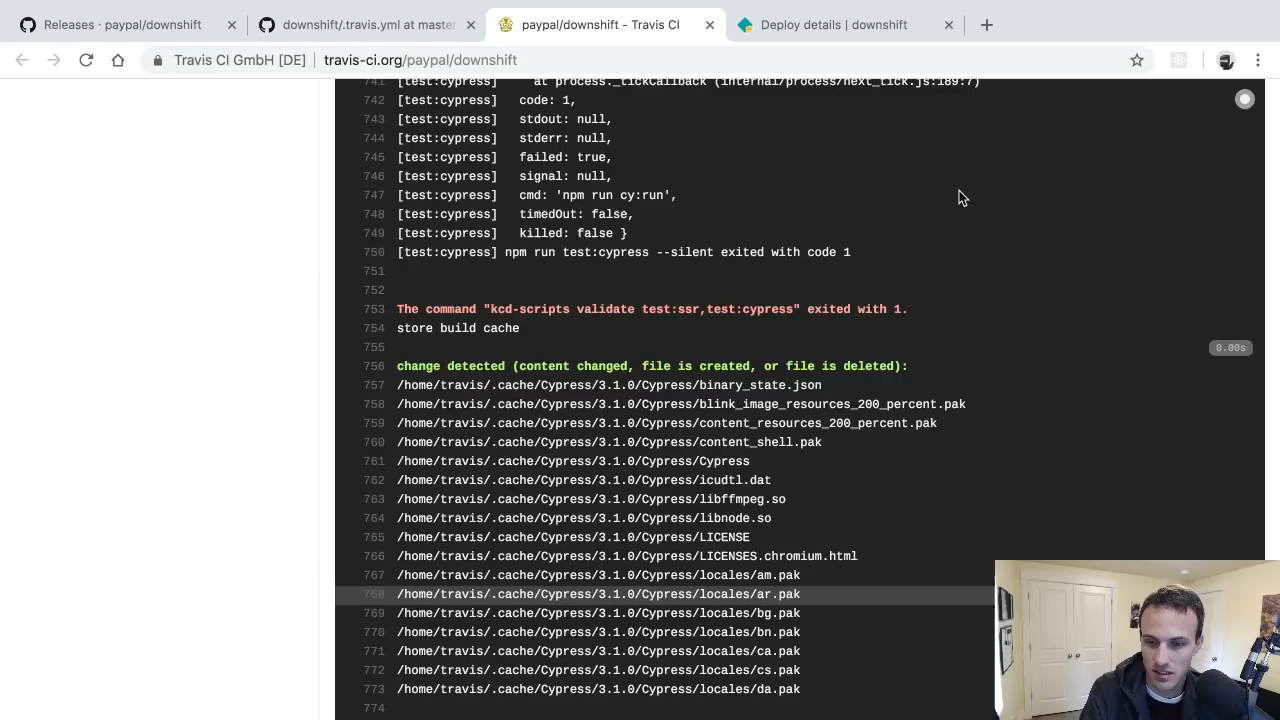 Releases · paypal/downshift
downshift/.travis.yml at master
paypal/downshift - Travis CI
Deploy details | downshift
Travis CI GmbH [DE]
travis-ci.org/paypal/downshift
741 [test:cypress] at process._tickCallback (internal/process/next_tick.js:189:7)
742 [test:cypress] code: 1,
743 [test:cypress] stdout: null,
744 [test:cypress] stderr: null,
745 [test:cypress] failed: true,
746 [test:cypress] signal: null,
747 [test:cypress] cmd: 'npm run cy:run',
748 [test:cypress] timedOut: false,
749 [test:cypress] killed: false }
750 [test:cypress] npm run test:cypress --silent exited with code 1
751
752
753 The command "kcd-scripts validate test:ssr,test:cypress" exited with 1.
754 store build cache
755
0.00s
756 change detected (content changed, file is created, or file is deleted):
757 /home/travis/.cache/Cypress/3.1.0/Cypress/binary_state.json
758 /home/travis/.cache/Cypress/3.1.0/Cypress/blink_image_resources_200_percent.pak
759 /home/travis/.cache/Cypress/3.1.0/Cypress/content_resources_200_percent.pak
760 /home/travis/.cache/Cypress/3.1.0/Cypress/content_shell.pak
761 /home/travis/.cache/Cypress/3.1.0/Cypress/Cypress
762 /home/travis/.cache/Cypress/3.1.0/Cypress/icudtl.dat
763 /home/travis/.cache/Cypress/3.1.0/Cypress/libffmpeg.so
764 /home/travis/.cache/Cypress/3.1.0/Cypress/libnode.so
765 /home/travis/.cache/Cypress/3.1.0/Cypress/LICENSE
766 /home/travis/.cache/Cypress/3.1.0/Cypress/LICENSES.chromium.html
767 /home/travis/.cache/Cypress/3.1.0/Cypress/locales/am.pak
768 /home/travis/.cache/Cypress/3.1.0/Cypress/locales/ar.pak
769 /home/travis/.cache/Cypress/3.1.0/Cypress/locales/bg.pak
770 /home/travis/.cache/Cypress/3.1.0/Cypress/locales/bn.pak
771 /home/travis/.cache/Cypress/3.1.0/Cypress/locales/ca.pak
772 /home/travis/.cache/Cypress/3.1.0/Cypress/locales/cs.pak
773 /home/travis/.cache/Cypress/3.1.0/Cypress/locales/da.pak
774